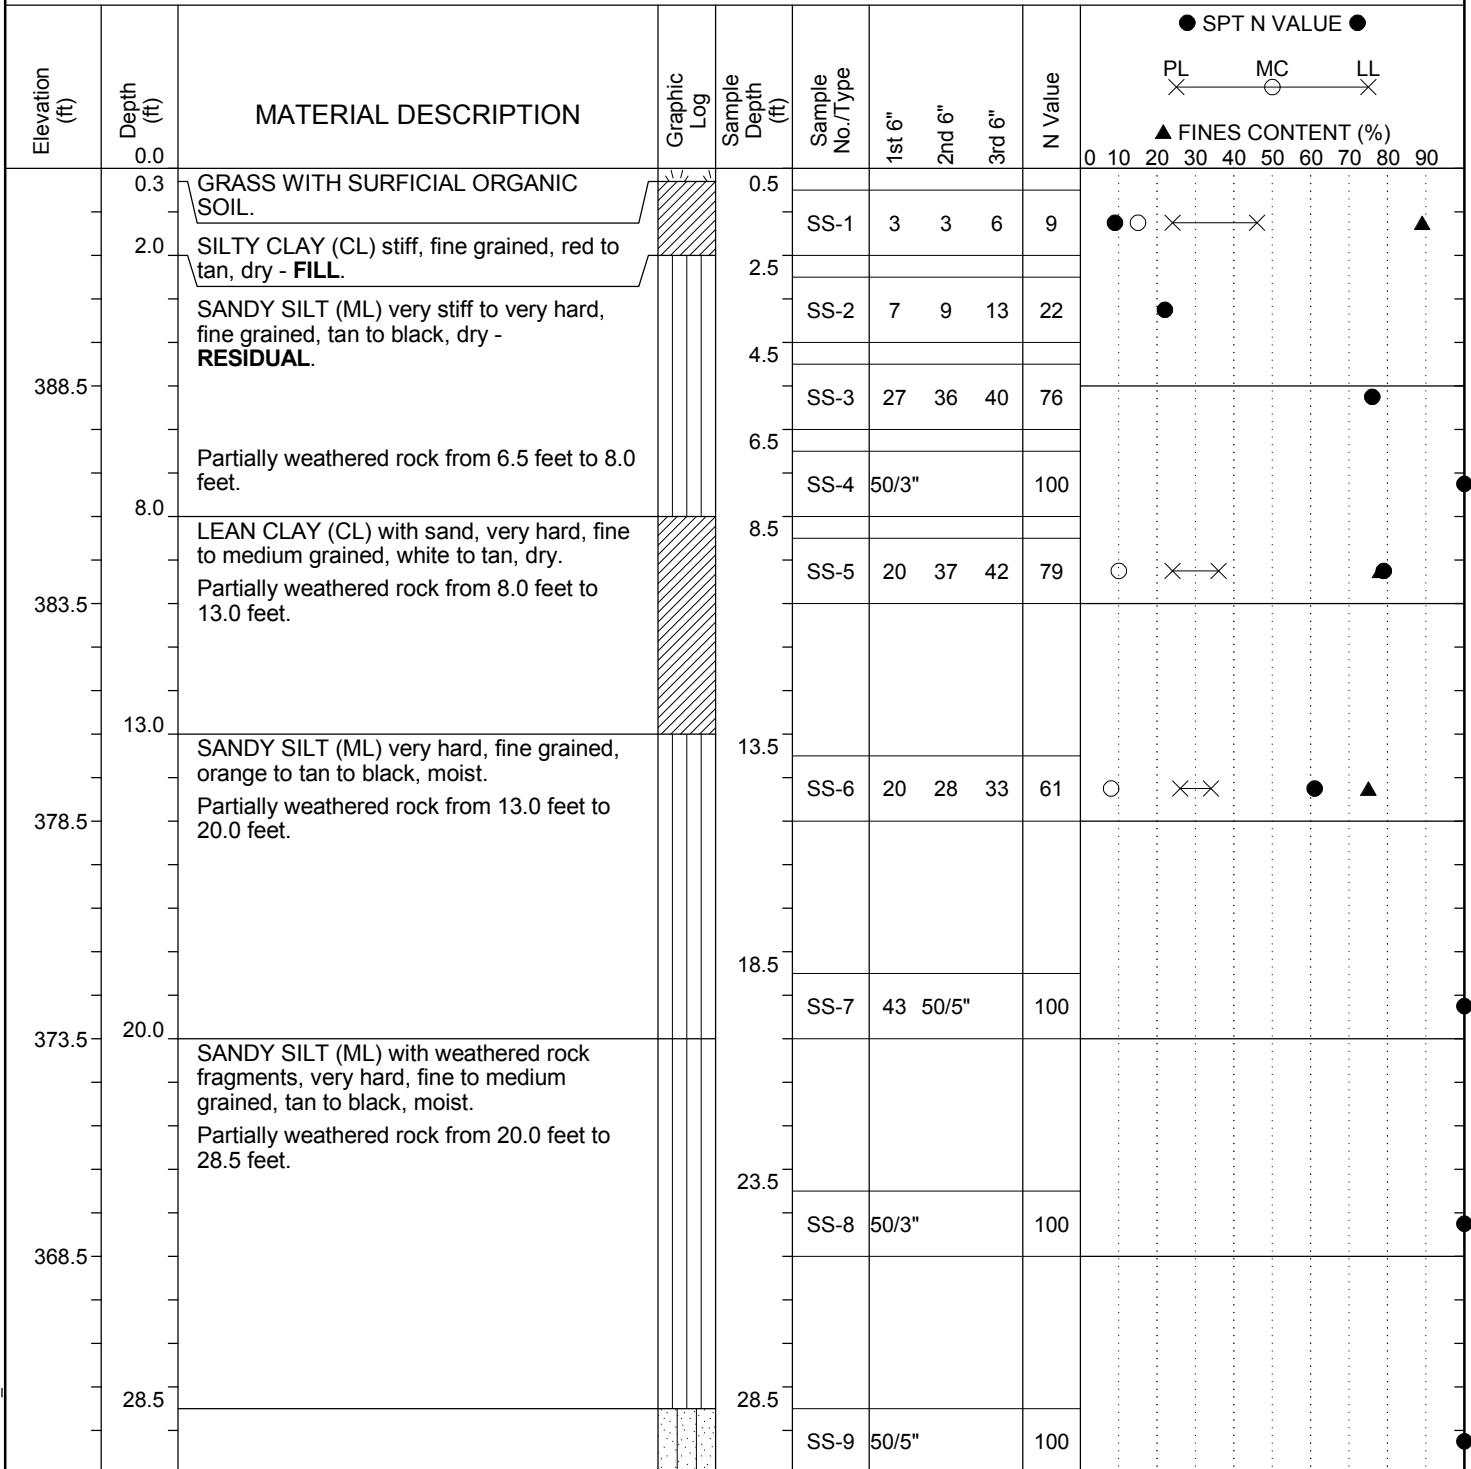 ● SPT N VALUE ●
PL MC LL
▲ FINES CONTENT (%)
0 10 20 30 40 50 60 70 80 90
Elevation (ft)
Depth (ft)
0.0
MATERIAL DESCRIPTION
Graphic Log
Sample Depth (ft)
Sample No./Type
1st 6"
2nd 6"
3rd 6"
N Value
0.3 GRASS WITH SURFICIAL ORGANIC 0.5
SOIL.
SS-1 3 3 6 9
2.0 SILTY CLAY (CL) stiff, fine grained, red to
tan, dry - FILL. 2.5
SANDY SILT (ML) very stiff to very hard, SS-2 7 9 13 22
fine grained, tan to black, dry -
RESIDUAL. 4.5
388.5
SS-3 27 36 40 76
6.5
Partially weathered rock from 6.5 feet to 8.0
feet. SS-4 50/3" 100
8.0
LEAN CLAY (CL) with sand, very hard, fine 8.5
to medium grained, white to tan, dry.
SS-5 20 37 42 79
Partially weathered rock from 8.0 feet to
383.5 13.0 feet.
13.0
SANDY SILT (ML) very hard, fine grained, 13.5
orange to tan to black, moist.
SS-6 20 28 33 61
Partially weathered rock from 13.0 feet to
378.5 20.0 feet.
18.5
SS-7 43 50/5" 100
373.5 20.0
SANDY SILT (ML) with weathered rock
fragments, very hard, fine to medium
grained, tan to black, moist.
Partially weathered rock from 20.0 feet to
28.5 feet.
23.5
SS-8 50/3" 100
368.5
28.5 28.5
SS-9 50/5" 100